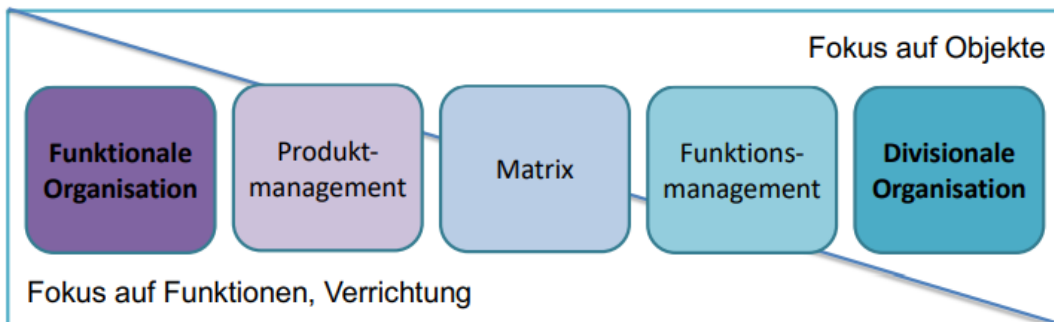 Fokus auf Objekte
Funktionale
Organisation
Produkt-
management
Matrix
Funktions-
management
Divisionale
Organisation
Fokus auf Funktionen, Verrichtung